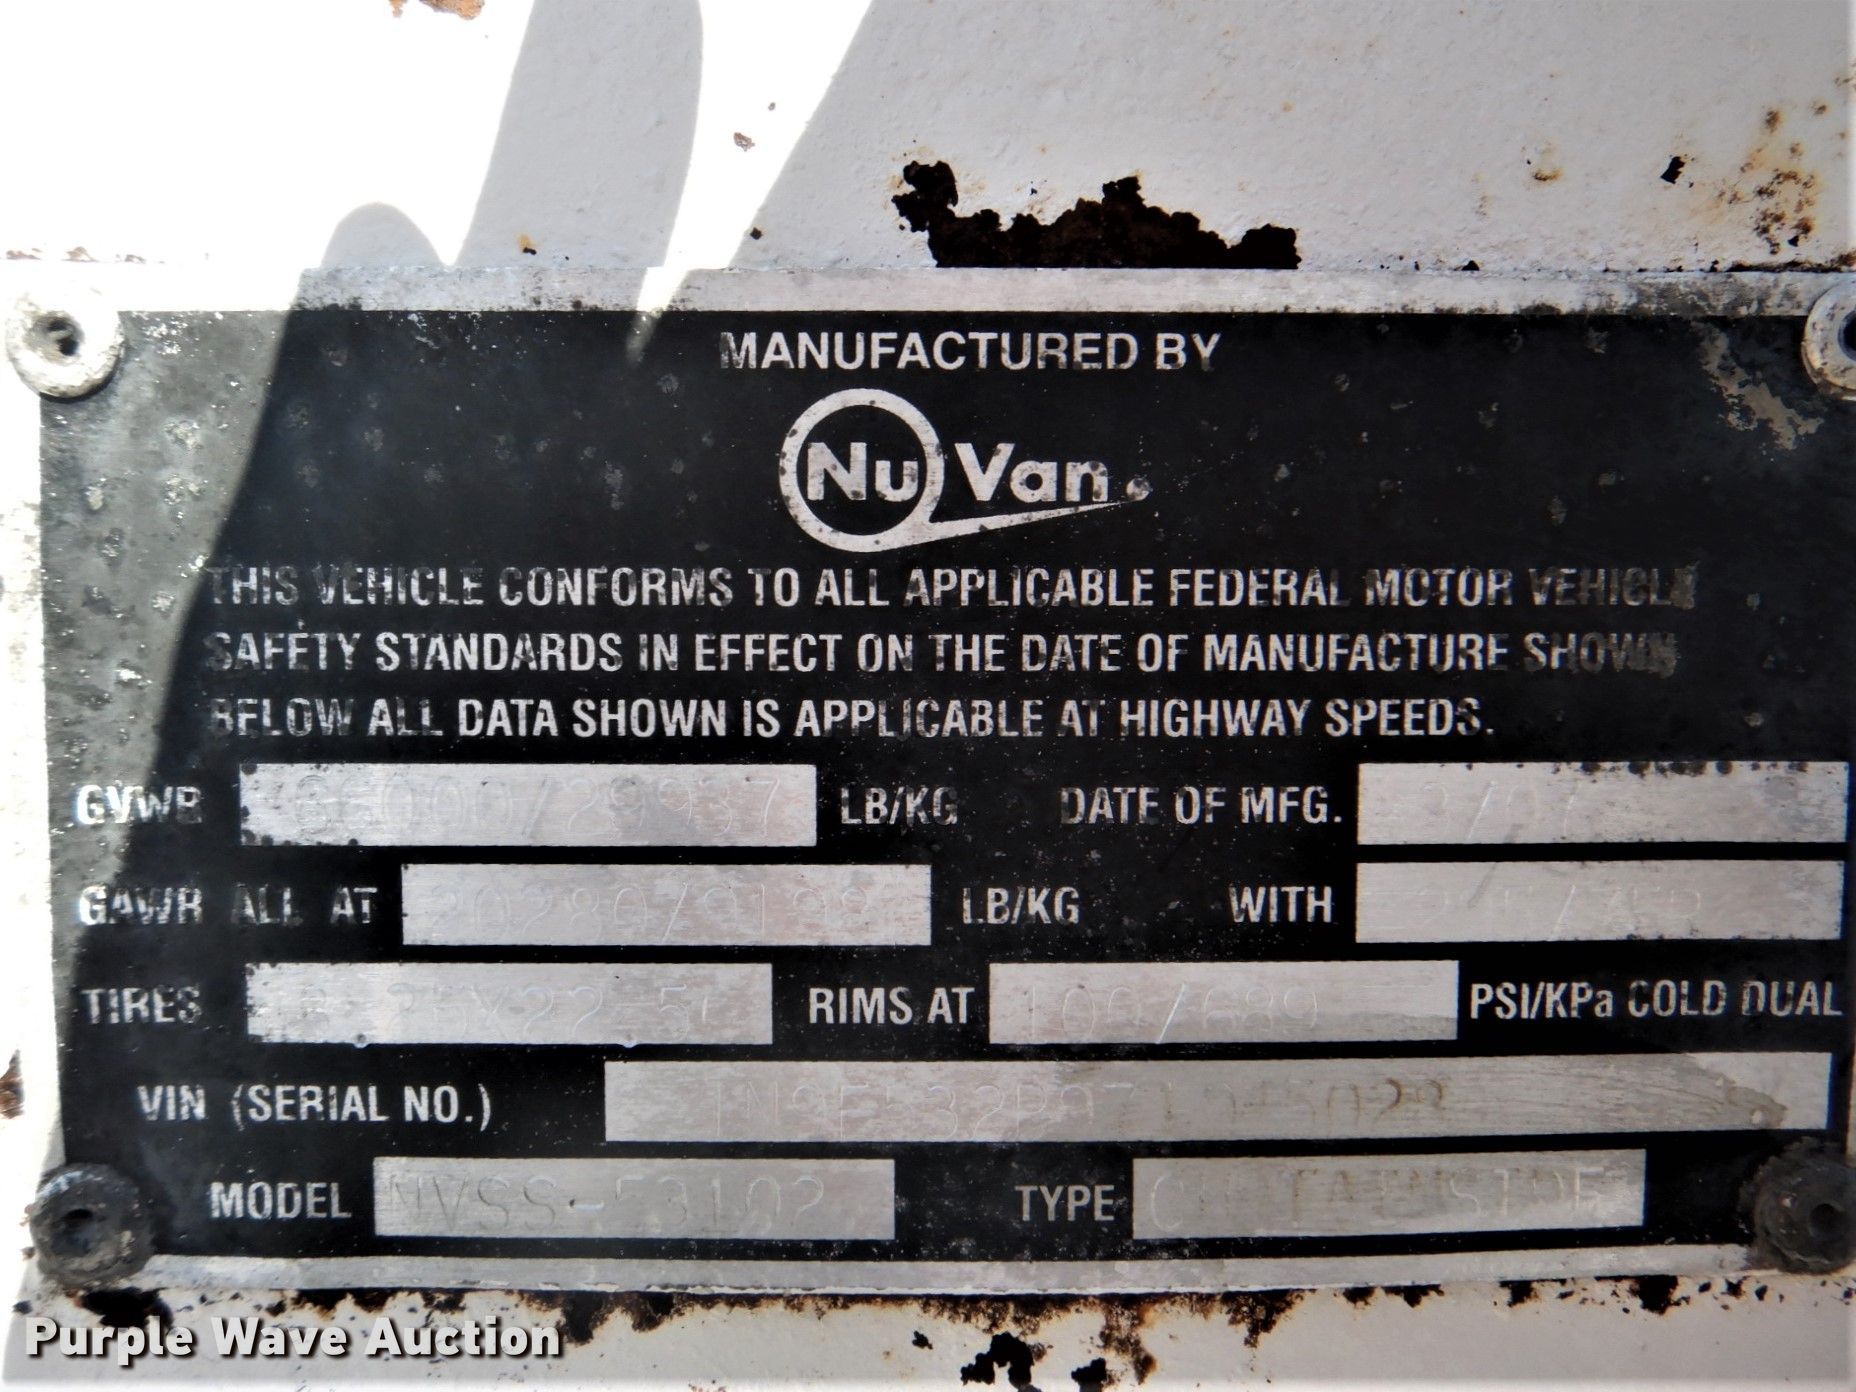 MANUFACTURED BY
Nu Van
THIS VEHICLE CONFORMS TO ALL APPLICABLE FEDERAL MOTOR VEHICLE
SAFETY STANDARDS IN EFFECT ON THE DATE OF MANUFACTURE SHOWN
BELOW ALL DATA SHOWN IS APPLICABLE AT HIGHWAY SPEEDS.
GVWR LB/KG DATE OF MFG.
GAWR ALL AT LB/KG WITH
TIRES RIMS AT 100/689 PSI/KPa COLD DUAL
VIN (SERIAL NO.)
MODEL NVSS-53102 TYPE
Purple Wave Auction